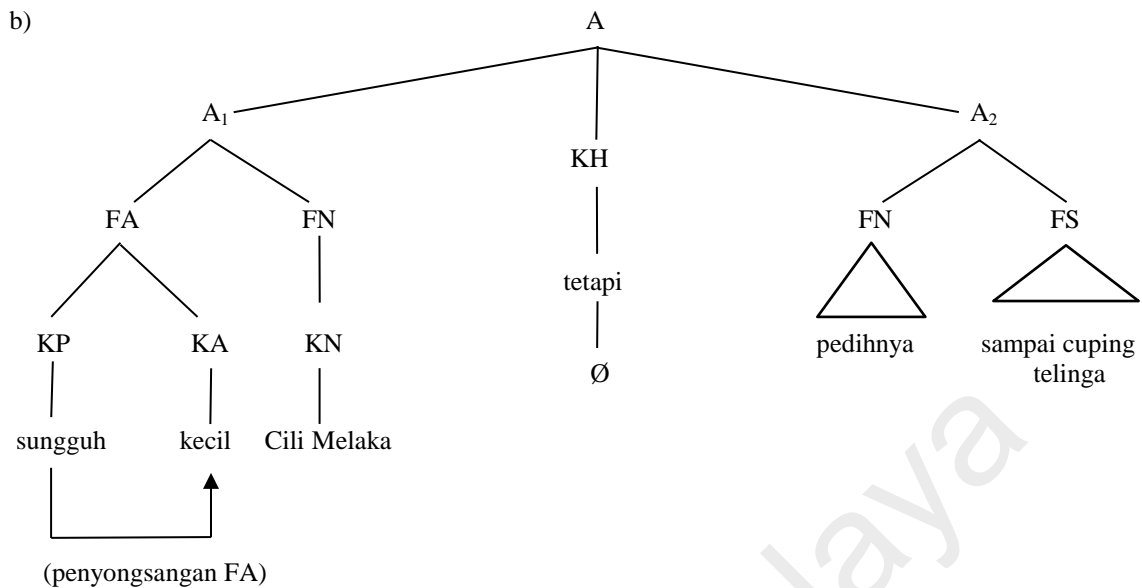 b) A
A₁ A₂
KH
FA FN FN FS
tetapi
KP KA KN pedihnya sampai cuping
Ø telinga
sungguh kecil Cili Melaka
(penyongsangan FA)
laya